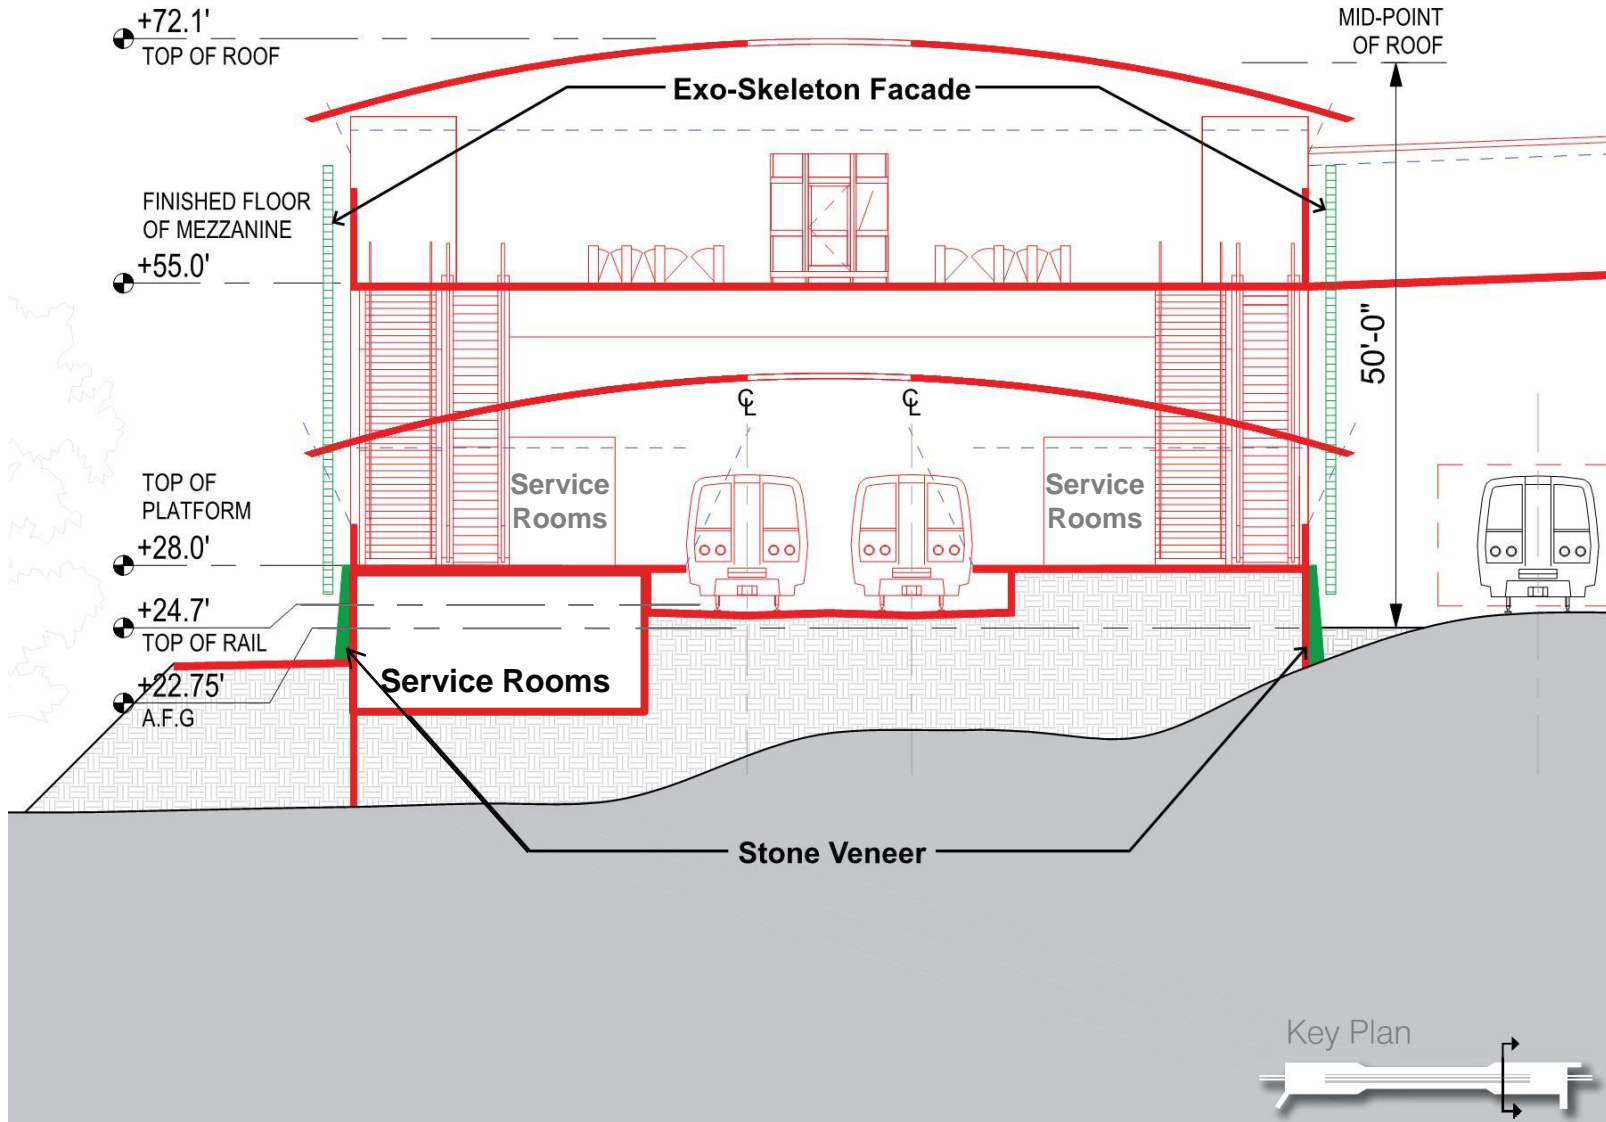 +72.1'
TOP OF ROOF
MID-POINT
OF ROOF
Exo-Skeleton Facade
FINISHED FLOOR
OF MEZZANINE
+55.0'
50'-0"
℄
℄
TOP OF
PLATFORM
+28.0'
Service
Rooms
Service
Rooms
+24.7'
TOP OF RAIL
+22.75'
A.F.G
Service Rooms
Stone Veneer
Key Plan